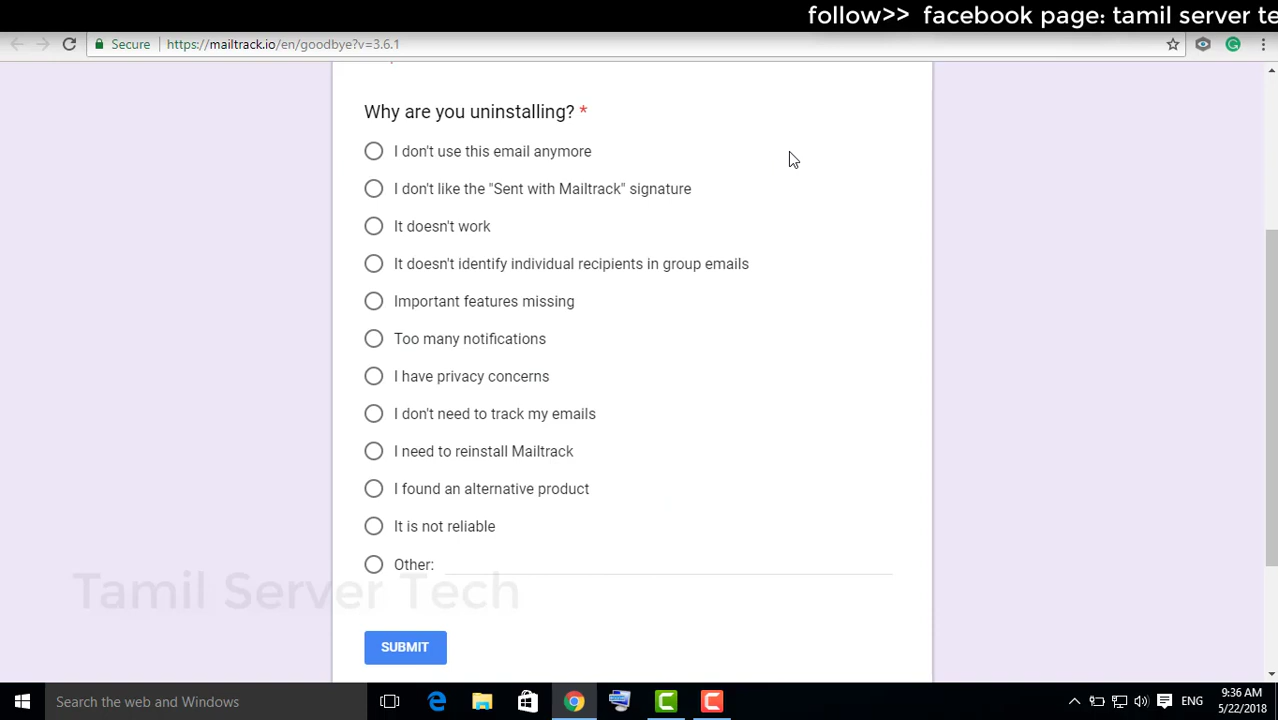 follow>> facebook page: tamil server te
Secure https://mailtrack.io/en/goodbye?v=3.6.1
Why are you uninstalling? *
I don't use this email anymore
I don't like the "Sent with Mailtrack" signature
It doesn't work
It doesn't identify individual recipients in group emails
Important features missing
Too many notifications
I have privacy concerns
I don't need to track my emails
I need to reinstall Mailtrack
I found an alternative product
It is not reliable
Other:
Tamil Server Tech
SUBMIT
Search the web and Windows
ENG
9:36 AM
5/22/2018